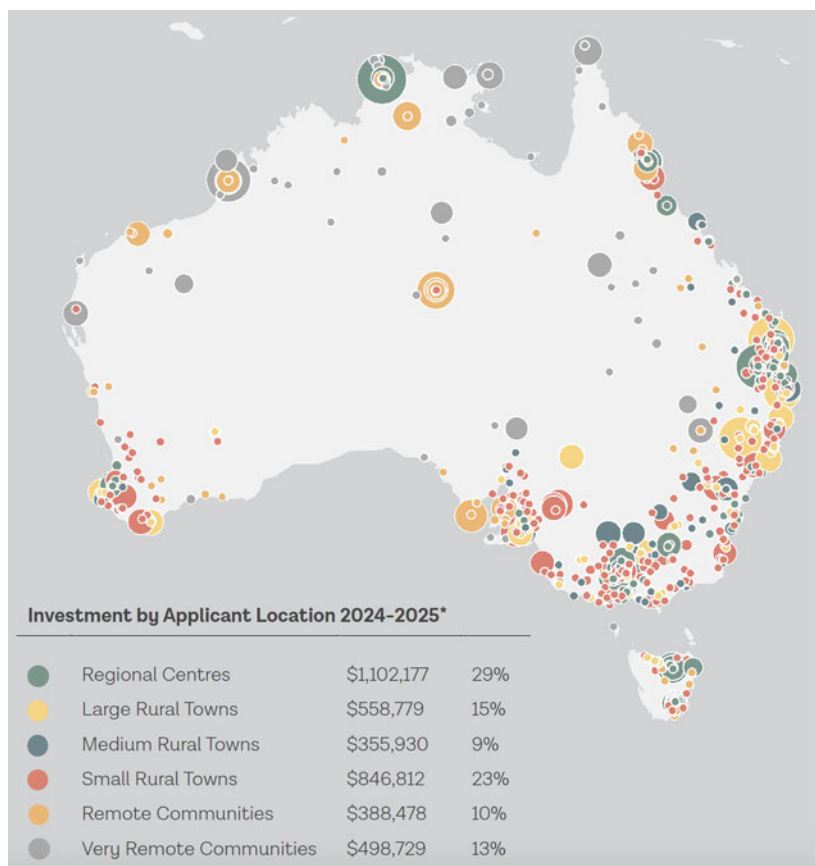 Investment by Applicant Location 2024-2025*
Regional Centres $1,102,177 29%
Large Rural Towns $558,779 15%
Medium Rural Towns $355,930 9%
Small Rural Towns $846,812 23%
Remote Communities $388,478 10%
Very Remote Communities $498,729 13%